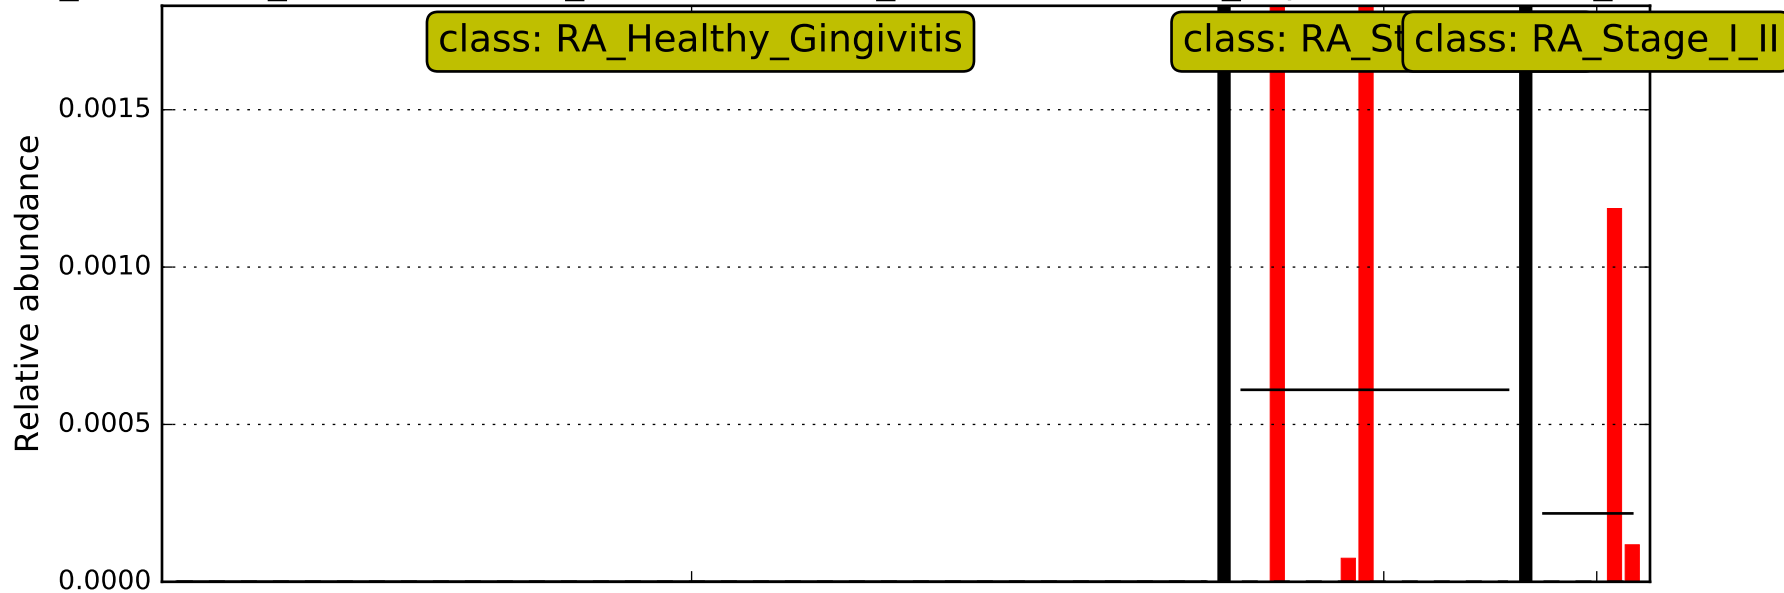 class: RA_Healthy_Gingivitis
class: RA_St
class: RA_Stage_I_II
0.0015
0.0010
0.0005
0.0000
Relative abundance